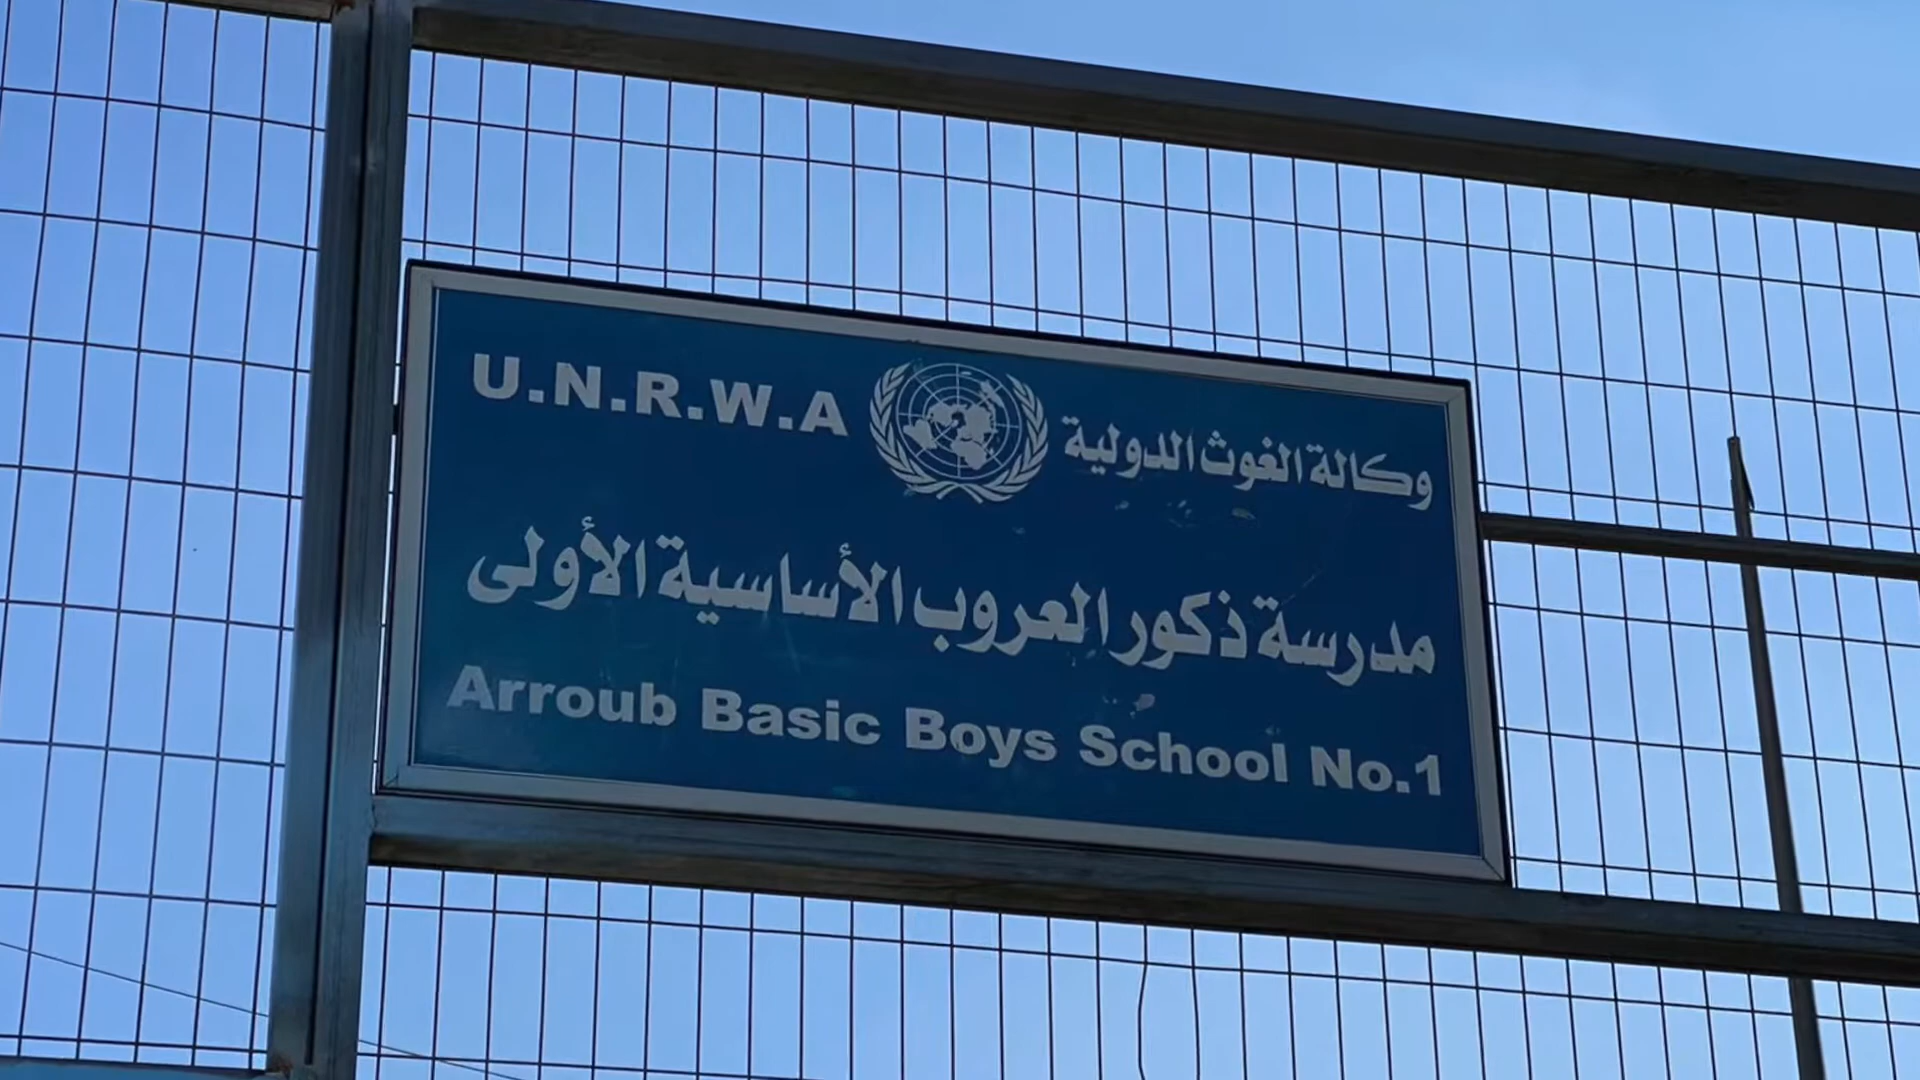 U.N.R.W.A وكالة الغوث الدولية
مدرسة ذكور العروب الأساسية الأولى
Arroub Basic Boys School No.1